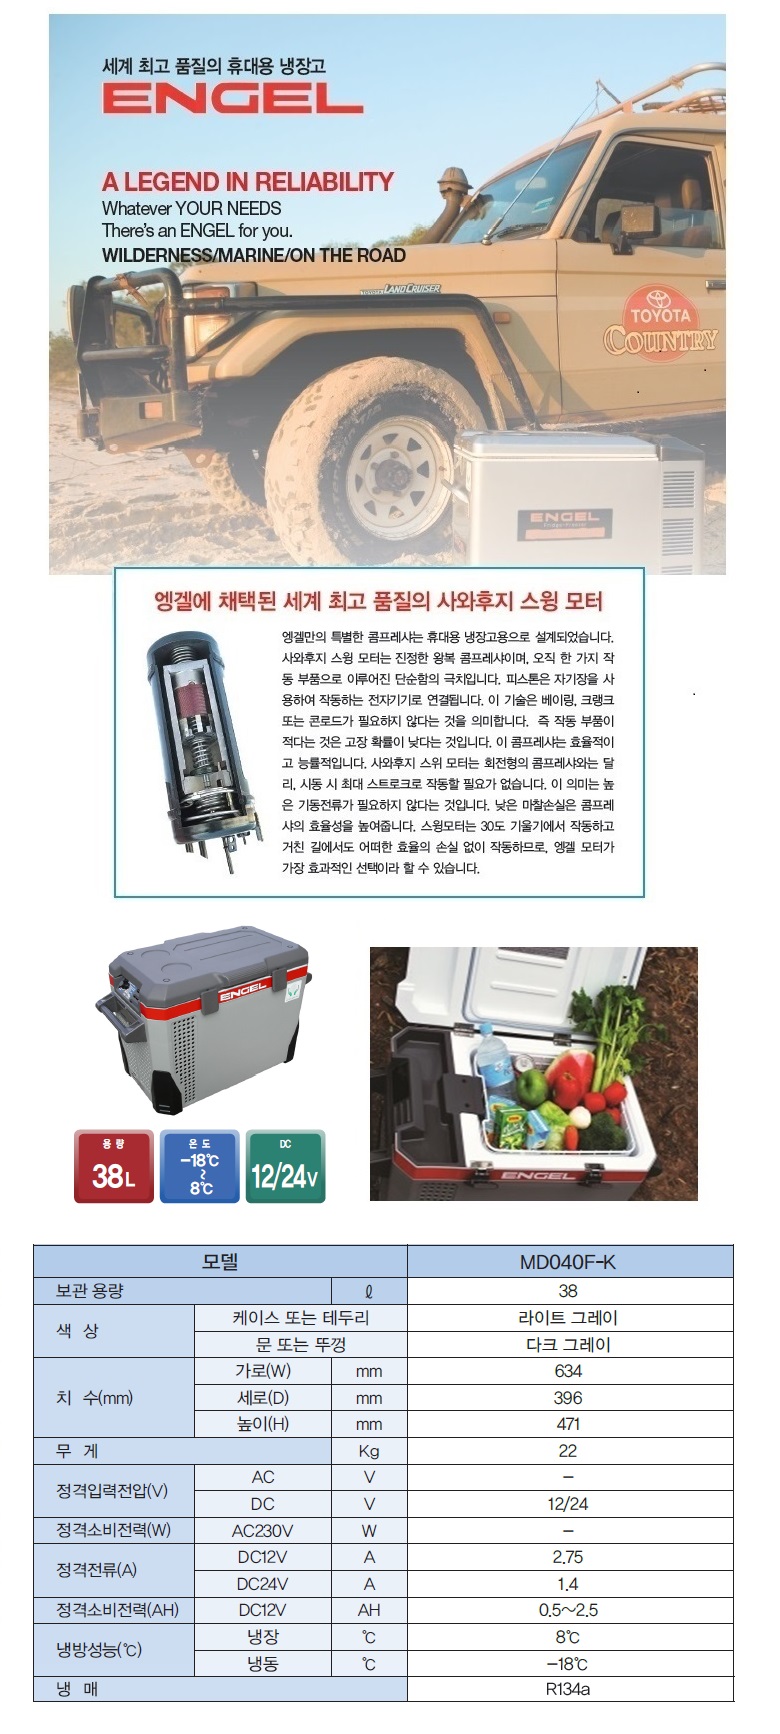 세계 최고 품질의 휴대용 냉장고
ENGEL
A LEGEND IN RELIABILITY
Whatever YOUR NEEDS
There's an ENGEL for you.
WILDERNESS/MARINE/ON THE ROAD
TOYOTA LAND CRUISER
TOYOTA
COUNTRY
ENGEL
엥겔에 채택된 세계 최고 품질의 사와후지 스윙 모터
엥겔만의 특별한 콤프레샤는 휴대용 냉장고용으로 설계되었습니다.
사와후지 스윙 모터는 진정한 왕복 콤프레샤이며, 오직 한 가지 작
동 부품으로 이루어진 단순함의 극치입니다. 피스톤은 자기장을 사
용하여 작동하는 전자기기로 연결됩니다. 이 기술은 베이링, 크랭크
또는 콘로드가 필요하지 않다는 것을 의미합니다. 즉 작동 부품이
적다는 것은 고장 확률이 낮다는 것입니다. 이 콤프레샤는 효율적이
고 능률적입니다. 사와후지 스위 모터는 회전형의 콤프레샤와는 달
리, 시동 시 최대 스트로크로 작동할 필요가 없습니다. 이 의미는 높
은 기동전류가 필요하지 않다는 것입니다. 낮은 마찰손실은 콤프레
샤의 효율성을 높여줍니다. 스윙모터는 30도 기울기에서 작동하고
거친 길에서도 어떠한 효율의 손실 없이 작동하므로, 엥겔 모터가
가장 효과적인 선택이라 할 수 있습니다.
ENGEL
ENGEL
용 량
38L
온 도
-18℃
~
8℃
DC
12/24V
모델 MD040F-K
보관 용량 ℓ 38
색 상 케이스 또는 테두리 라이트 그레이
문 또는 뚜껑 다크 그레이
치 수(mm) 가로(W) mm 634
세로(D) mm 396
높이(H) mm 471
무 게 Kg 22
정격입력전압(V) AC V -
DC V 12/24
정격소비전력(W) AC230V W -
정격전류(A) DC12V A 2.75
DC24V A 1.4
정격소비전력(AH) DC12V AH 0.5~2.5
냉방성능(℃) 냉장 ℃ 8℃
냉동 ℃ -18℃
냉 매 R134a